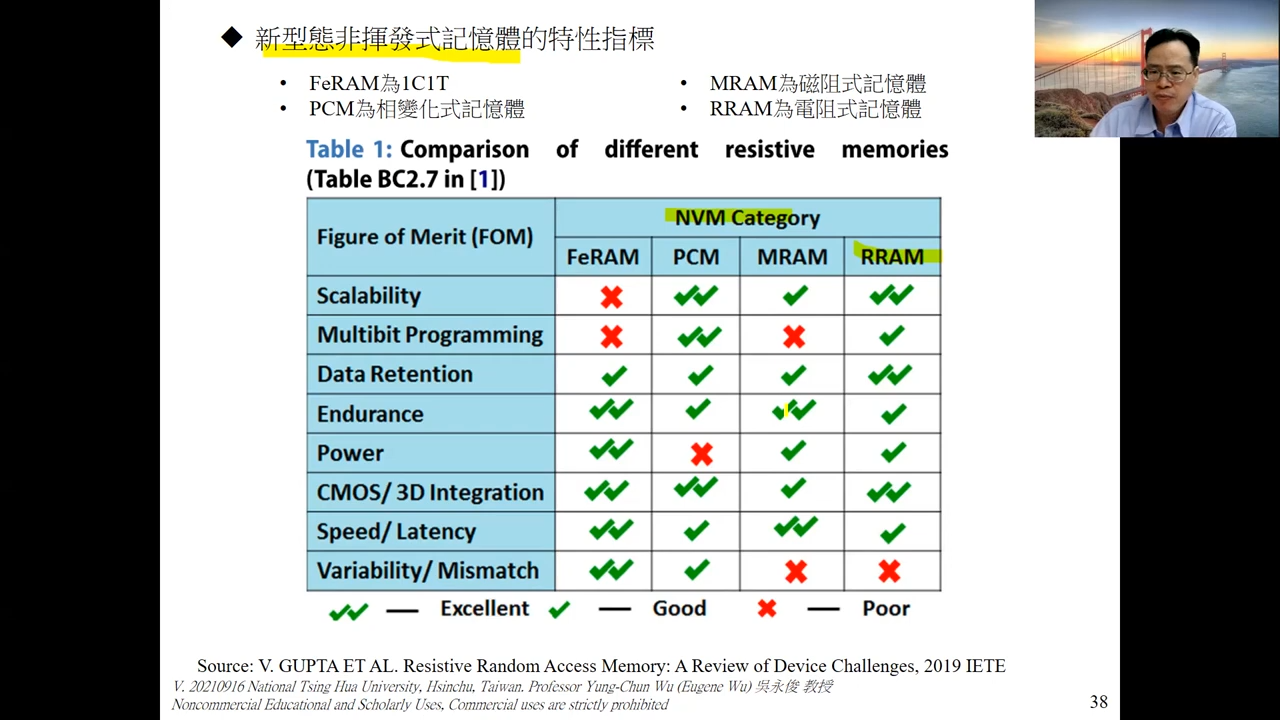 ◆ 新型態非揮發式記憶體的特性指標
• FeRAM為1C1T
• MRAM為磁阻式記憶體
• PCM為相變化式記憶體
• RRAM為電阻式記憶體
Table 1: Comparison of different resistive memories
(Table BC2.7 in [1])
Figure of Merit (FOM)
NVM Category
FeRAM PCM MRAM RRAM
Scalability
Multibit Programming
Data Retention
Endurance
Power
CMOS/ 3D Integration
Speed/ Latency
Variability/ Mismatch
— Excellent — Good — Poor
Source: V. GUPTA ET AL. Resistive Random Access Memory: A Review of Device Challenges, 2019 IETE
V. 20210916 National Tsing Hua University, Hsinchu, Taiwan. Professor Yung-Chun Wu (Eugene Wu) 吳永俊 教授
Noncommercial Educational and Scholarly Uses, Commercial uses are strictly prohibited
38